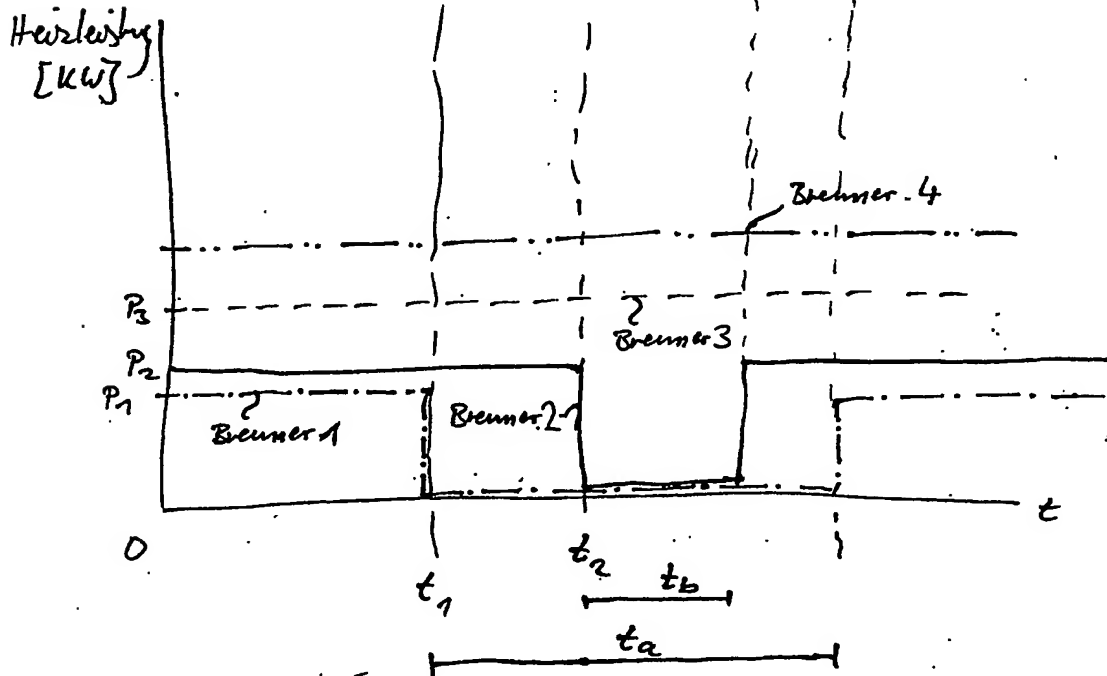 Heizleistung
[KW]
Brenner 4
P3
Brenner 3
P2
P1
Brenner 1
Brenner 2
t
0
t1
t2
tb
ta